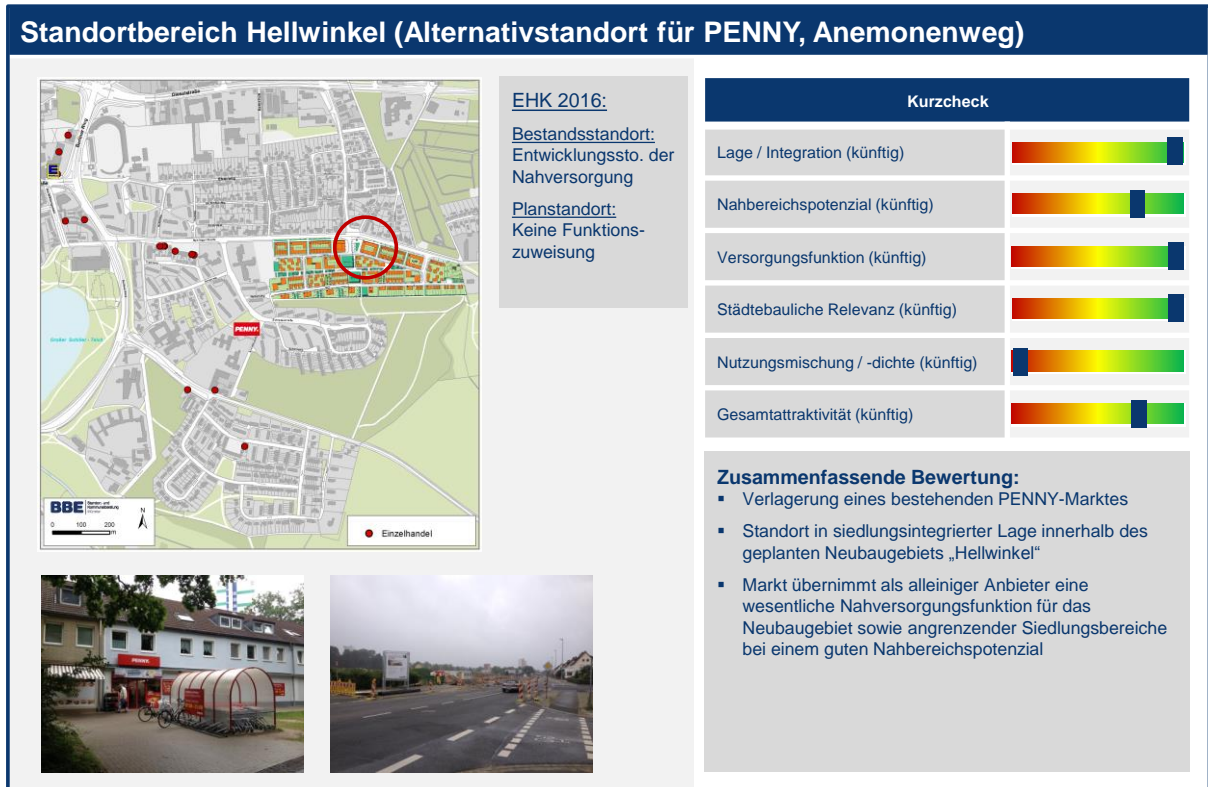 Standortbereich Hellwinkel (Alternativstandort für PENNY, Anemonenweg)
EHK 2016:
Bestandsstandort:
Entwicklungssto. der
Nahversorgung
Planstandort:
Keine Funktions-
zuweisung
PENNY.
E
BBE
N
0 100 200
m
Einzelhandel
PENNY.
Kurzcheck
Lage / Integration (künftig)
Nahbereichspotenzial (künftig)
Versorgungsfunktion (künftig)
Städtebauliche Relevanz (künftig)
Nutzungsmischung / -dichte (künftig)
Gesamtattraktivität (künftig)
Zusammenfassende Bewertung:
▪ Verlagerung eines bestehenden PENNY-Marktes
▪ Standort in siedlungsintegrierter Lage innerhalb des
geplanten Neubaugebiets „Hellwinkel“
▪ Markt übernimmt als alleiniger Anbieter eine
wesentliche Nahversorgungsfunktion für das
Neubaugebiet sowie angrenzender Siedlungsbereiche
bei einem guten Nahbereichspotenzial